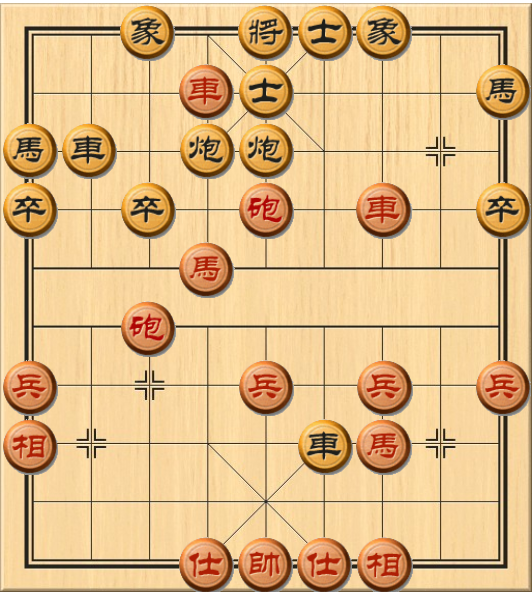 象將士象
車士馬
馬車炮炮
卒卒砲車卒
馬
砲
兵兵兵兵
相車馬
仕帥仕相